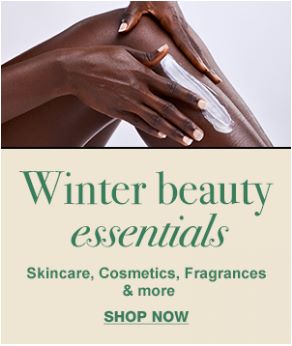 Winter beauty
essentials
Skincare, Cosmetics, Fragrances
& more
SHOP NOW